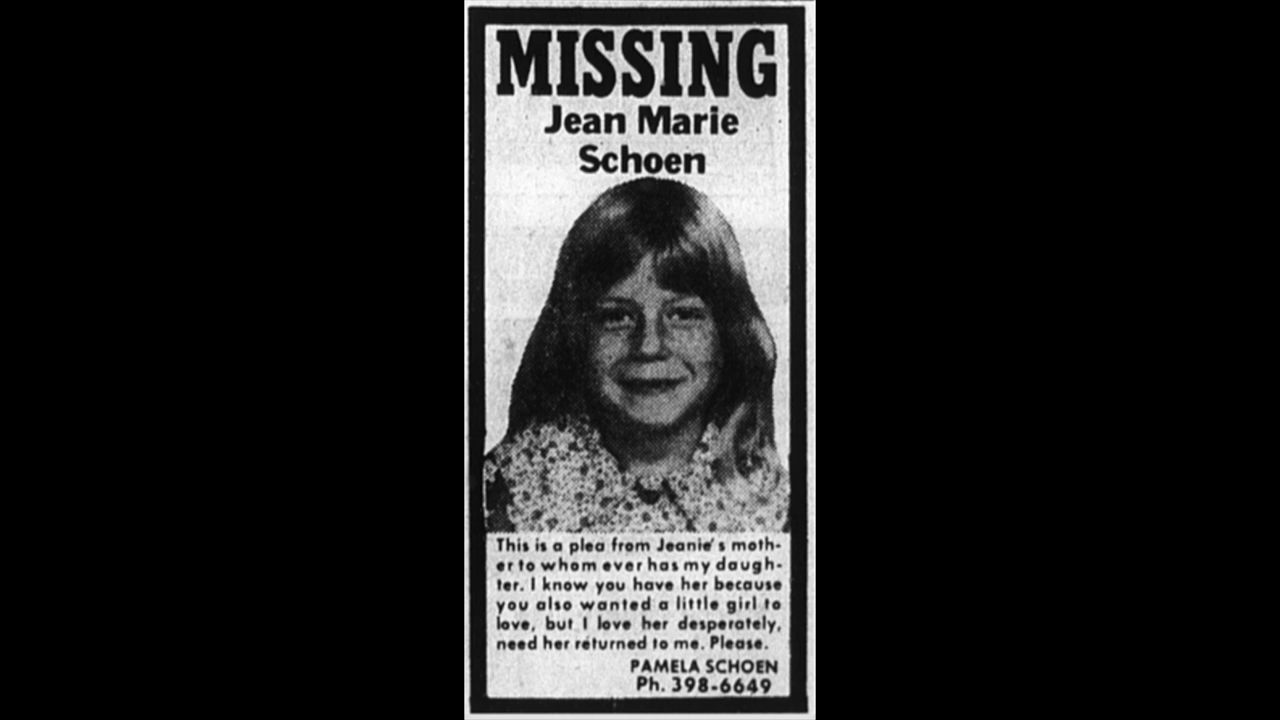 MISSING
Jean Marie
Schoen
This is a plea from Jeanie's moth-
er to whom ever has my daugh-
ter. I know you have her because
you also wanted a little girl to
love, but I love her desperately,
need her returned to me. Please.
PAMELA SCHOEN
Ph. 398-6649